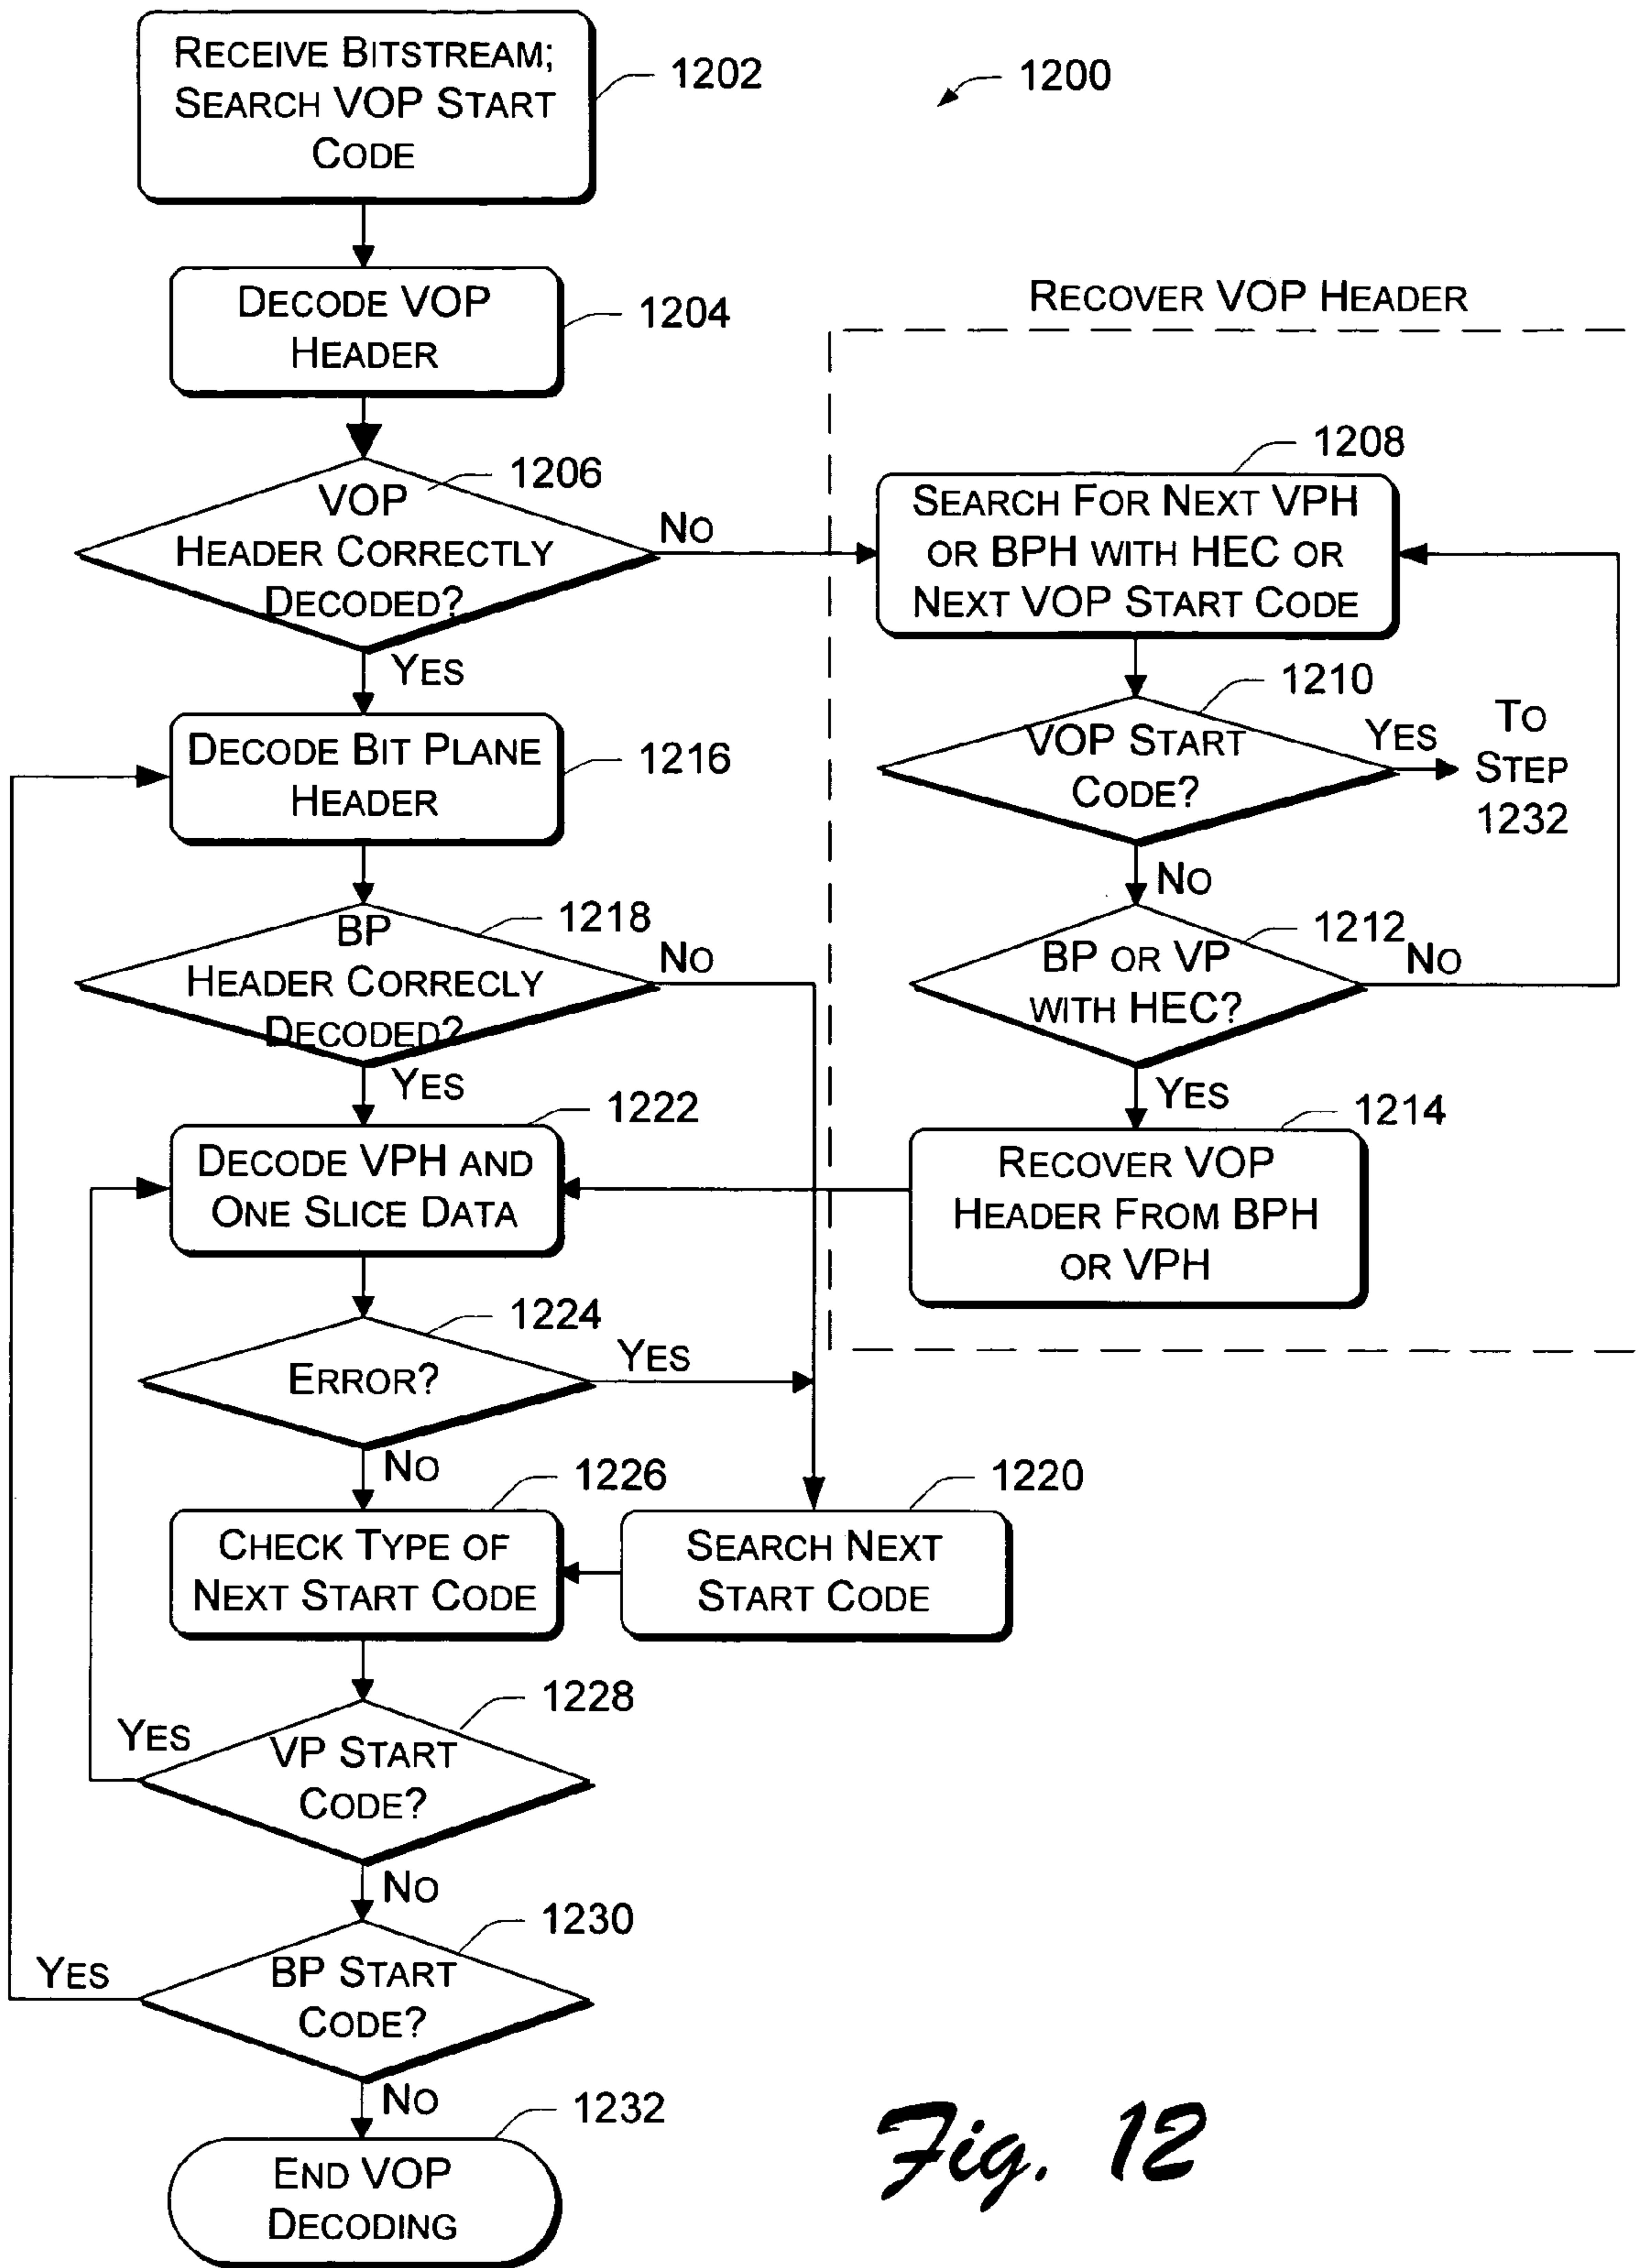 RECEIVE BITSTREAM;
SEARCH VOP START
CODE
1202
1200
DECODE VOP
HEADER
1204
RECOVER VOP HEADER
VOP
HEADER CORRECTLY
DECODED?
1206
NO
YES
SEARCH FOR NEXT VPH
OR BPH WITH HEC OR
NEXT VOP START CODE
1208
VOP START
CODE?
1210
YES
TO
STEP
1232
NO
DECODE BIT PLANE
HEADER
1216
BP
HEADER CORRECLY
DECODED?
1218
NO
YES
BP OR VP
WITH HEC?
1212
NO
YES
DECODE VPH AND
ONE SLICE DATA
1222
RECOVER VOP
HEADER FROM BPH
OR VPH
1214
ERROR?
1224
YES
NO
CHECK TYPE OF
NEXT START CODE
1226
SEARCH NEXT
START CODE
1220
VP START
CODE?
1228
YES
NO
BP START
CODE?
1230
YES
NO
END VOP
DECODING
1232
Fig. 12